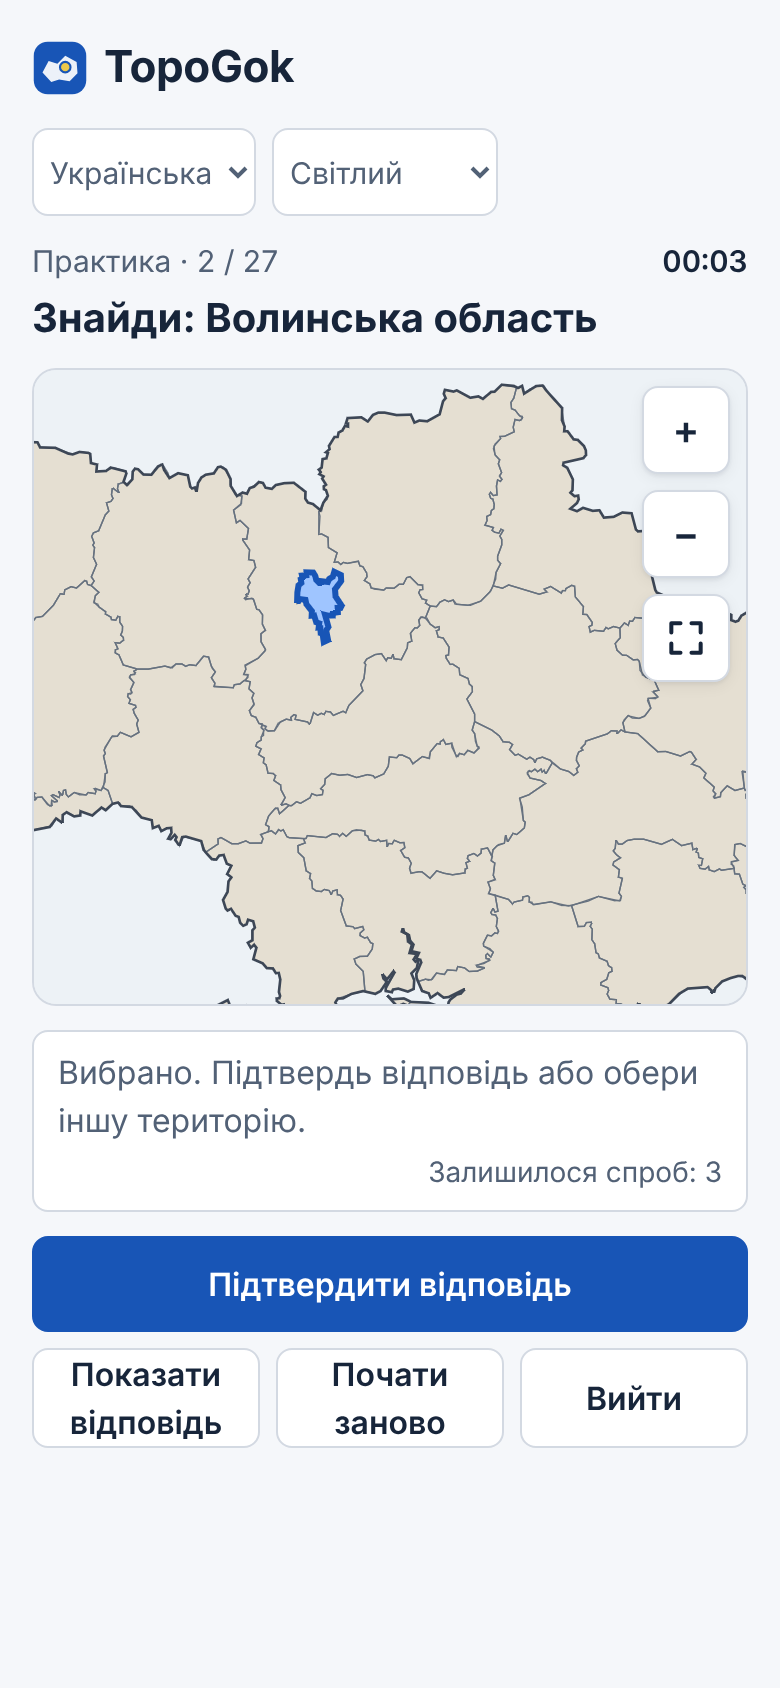 TopoGok
Українська
Світлий
Практика · 2 / 27
00:03
Знайди: Волинська область
+
−
Вибрано. Підтвердь відповідь або обери
іншу територію.
Залишилося спроб: 3
Підтвердити відповідь
Показати
відповідь
Почати
заново
Вийти